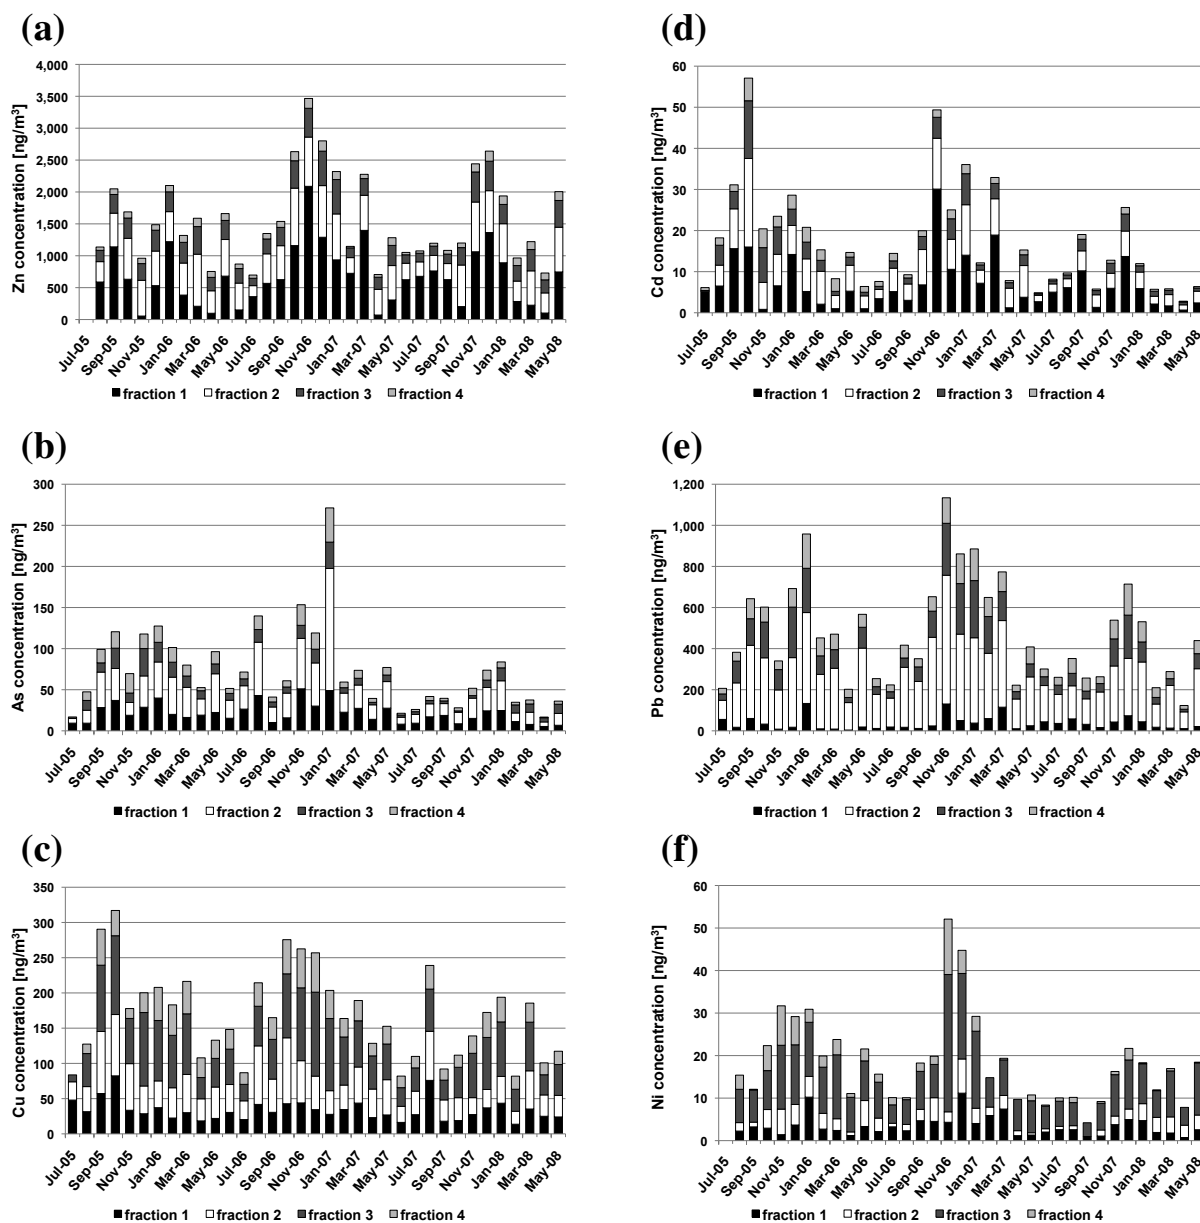 (a)
Zn concentration [ng/m³]
4,000
3,500
3,000
2,500
2,000
1,500
1,000
500
0
Jul-05 Sep-05 Nov-05 Jan-06 Mar-06 May-06 Jul-06 Sep-06 Nov-06 Jan-07 Mar-07 May-07 Jul-07 Sep-07 Nov-07 Jan-08 Mar-08 May-08
fraction 1 fraction 2 fraction 3 fraction 4
(d)
Cd concentration [ng/m³]
60
50
40
30
20
10
0
Jul-05 Sep-05 Nov-05 Jan-06 Mar-06 May-06 Jul-06 Sep-06 Nov-06 Jan-07 Mar-07 May-07 Jul-07 Sep-07 Nov-07 Jan-08 Mar-08 May-08
fraction 1 fraction 2 fraction 3 fraction 4
(b)
As concentration [ng/m³]
300
250
200
150
100
50
0
Jul-05 Sep-05 Nov-05 Jan-06 Mar-06 May-06 Jul-06 Sep-06 Nov-06 Jan-07 Mar-07 May-07 Jul-07 Sep-07 Nov-07 Jan-08 Mar-08 May-08
fraction 1 fraction 2 fraction 3 fraction 4
(e)
Pb concentration [ng/m³]
1,200
1,000
800
600
400
200
0
Jul-05 Sep-05 Nov-05 Jan-06 Mar-06 May-06 Jul-06 Sep-06 Nov-06 Jan-07 Mar-07 May-07 Jul-07 Sep-07 Nov-07 Jan-08 Mar-08 May-08
fraction 1 fraction 2 fraction 3 fraction 4
(c)
Cu concentration [ng/m³]
350
300
250
200
150
100
50
0
Jul-05 Sep-05 Nov-05 Jan-06 Mar-06 May-06 Jul-06 Sep-06 Nov-06 Jan-07 Mar-07 May-07 Jul-07 Sep-07 Nov-07 Jan-08 Mar-08 May-08
fraction 1 fraction 2 fraction 3 fraction 4
(f)
Ni concentration [ng/m³]
60
50
40
30
20
10
0
Jul-05 Sep-05 Nov-05 Jan-06 Mar-06 May-06 Jul-06 Sep-06 Nov-06 Jan-07 Mar-07 May-07 Jul-07 Sep-07 Nov-07 Jan-08 Mar-08 May-08
fraction 1 fraction 2 fraction 3 fraction 4